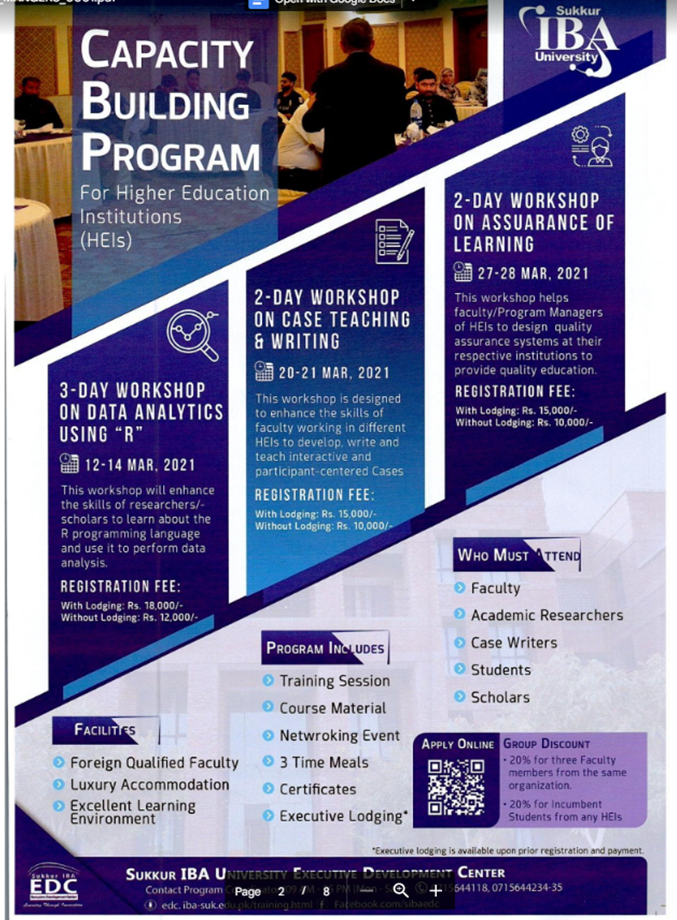 Open with Google Docs
Sukkur
IBA
University
CAPACITY
BUILDING
PROGRAM
For Higher Education
Institutions
(HEIs)
2-DAY WORKSHOP
ON ASSUARANCE OF
LEARNING
27-28 MAR, 2021
This workshop helps
faculty/Program Managers
of HEIs to design quality
assurance systems at their
respective institutions to
provide quality education.
REGISTRATION FEE:
With Lodging: Rs. 15,000/-
Without Lodging: Rs. 10,000/-
2-DAY WORKSHOP
ON CASE TEACHING
& WRITING
20-21 MAR, 2021
This workshop is designed
to enhance the skills of
faculty working in different
HEIs to develop, write and
teach interactive and
participant-centered Cases
REGISTRATION FEE:
With Lodging: Rs. 15,000/-
Without Lodging: Rs. 10,000/-
3-DAY WORKSHOP
ON DATA ANALYTICS
USING “R”
12-14 MAR, 2021
This workshop will enhance
the skills of researchers/-
scholars to learn about the
R programming language
and use it to perform data
analysis.
REGISTRATION FEE:
With Lodging: Rs. 18,000/-
Without Lodging: Rs. 12,000/-
WHO MUST ATTEND
Faculty
Academic Researchers
Case Writers
Students
Scholars
PROGRAM INCLUDES
Training Session
Course Material
Netwroking Event
3 Time Meals
Certificates
Executive Lodging*
FACILITIES
Foreign Qualified Faculty
Luxury Accommodation
Excellent Learning
Environment
APPLY ONLINE
GROUP DISCOUNT
• 20% for three Faculty
members from the same
organization.
• 20% for Incumbent
Students from any HEIs
*Executive lodging is available upon prior registration and payment.
Sukkur IBA
EDC
Learning Through Innovation
SUKKUR IBA UNIVERSITY EXECUTIVE DEVELOPMENT CENTER
Contact Program 5644118, 0715644234-35
Page 2 / 8
edc.iba-suk.edu.pk/training.html Facebook.com/sibaedc